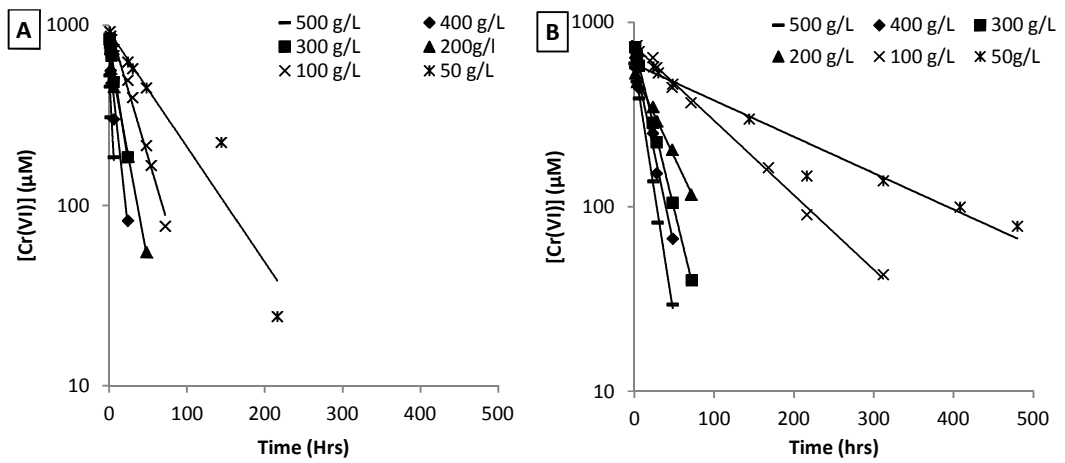 A
500 g/L 400 g/L
300 g/L 200g/l
100 g/L 50 g/L
1000
100
10
[Cr(VI)] (μM)
0 100 200 300 400 500
Time (Hrs)
B
500 g/L 400 g/L 300 g/L
200 g/L 100 g/L 50g/L
1000
100
10
[Cr(VI)] (μM)
0 100 200 300 400 500
Time (hrs)